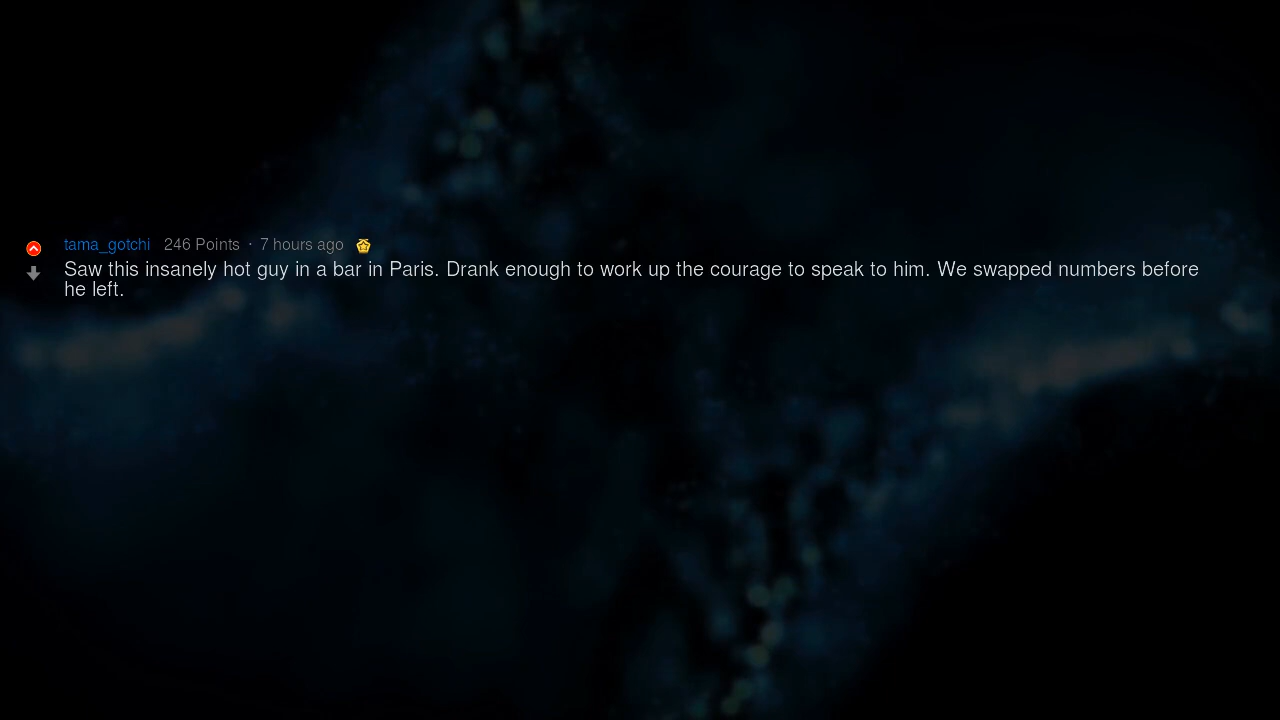 tama_gotchi 246 Points · 7 hours ago
Saw this insanely hot guy in a bar in Paris. Drank enough to work up the courage to speak to him. We swapped numbers before
he left.